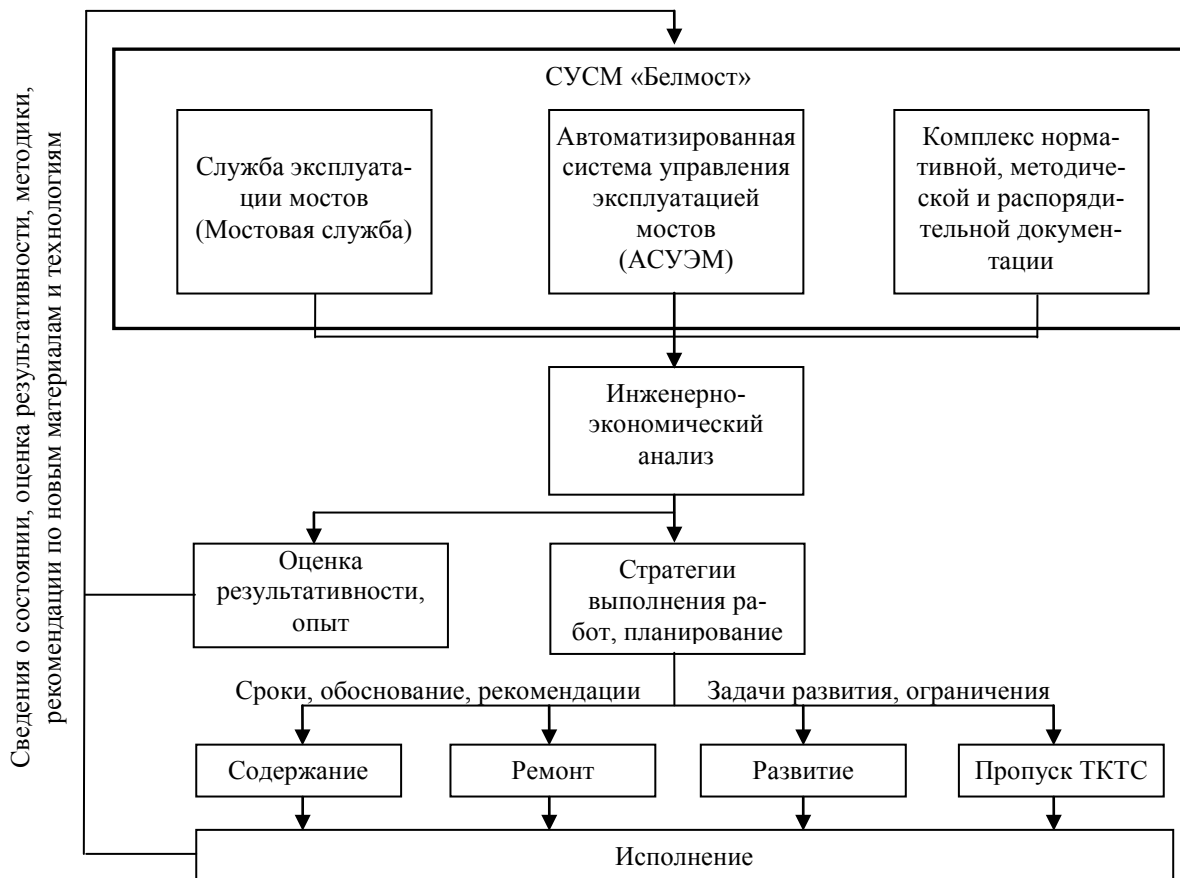 Сведения о состоянии, оценка результативности, методики,
рекомендации по новым материалам и технологиям
СУСМ «Белмост»
Служба эксплуата-
ции мостов
(Мостовая служба)
Автоматизированная
система управления
эксплуатацией
мостов
(АСУЭМ)
Комплекс норма-
тивной, методиче-
ской и распоряди-
тельной докумен-
тации
Инженерно-
экономический
анализ
Оценка
результативности,
опыт
Стратегии
выполнения ра-
бот, планирование
Сроки, обоснование, рекомендации
Задачи развития, ограничения
Содержание
Ремонт
Развитие
Пропуск ТКТС
Исполнение